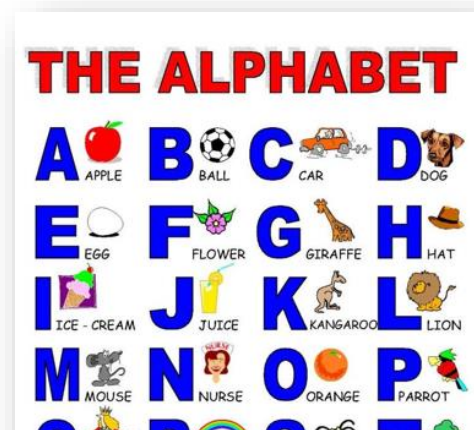 THE ALPHABET
A B C D
APPLE BALL CAR DOG
E F G H
EGG FLOWER GIRAFFE HAT
I J K L
ICE - CREAM JUICE KANGAROO LION
M N O P
NURSE
MOUSE NURSE ORANGE PARROT